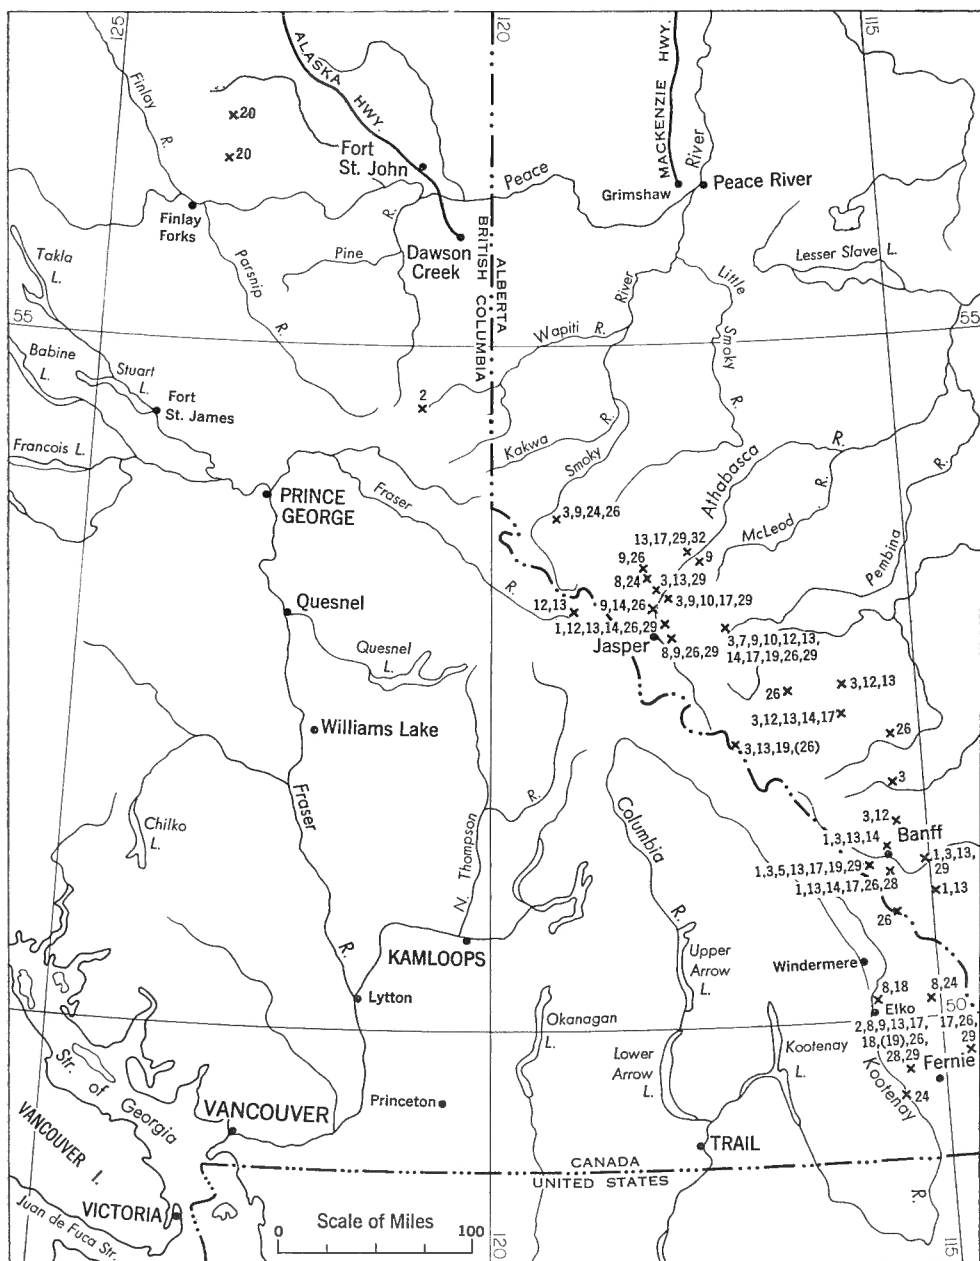 125
120
115
ALASKA HWY.
MACKENZIE HWY.
Finlay R.
×20
×20
Fort
St. John
Peace
River
Grimshaw
Peace River
Finlay
Forks
R.
Pine
Dawson
Creek
BRITISH COLUMBIA
ALBERTA
Lesser Slave L.
Takla
L.
Parsnip
R.
River
Little
Smoky
R.
55
55
Wapiti R.
Babine
L.
Stuart
L.
Fort
St. James
2
Francois L.
Kakwa R.
Smoky
Athabasca
R.
R.
Fraser
PRINCE
GEORGE
3,9,24,26
McLeod R.
Pembina
13,17,29,32
9,26
9
8,24
3,13,29
R.
12,13
9,14,26
3,9,10,17,29
Quesnel
1,12,13,14,26,29
Jasper
8,9,26,29
3,7,9,10,12,13,
14,17,19,26,29
Quesnel
L.
26
3,12,13
3,12,13,14,17
Williams Lake
26
3,13,19,(26)
3
Fraser
R.
Chilko
L.
N. Thompson
R.
Columbia
R.
3,12
1,3,13,14
Banff
1,3,13,
29
1,3,5,13,17,19,29
1,13,14,17,26,28
1,13
26
KAMLOOPS
Upper
Arrow
L.
Windermere
Lytton
8,18
8,24
Elko
50
Okanagan
L.
2,8,9,13,17,
18,(19),26,
28,29
17,26,
29
Str. of Georgia
Lower
Arrow
L.
Kootenay
L.
Fernie
Kootenay
R.
24
Princeton
VANCOUVER
VANCOUVER I.
TRAIL
CANADA
UNITED STATES
VICTORIA
Juan de Fuca Str.
Scale of Miles
0
100
120
115